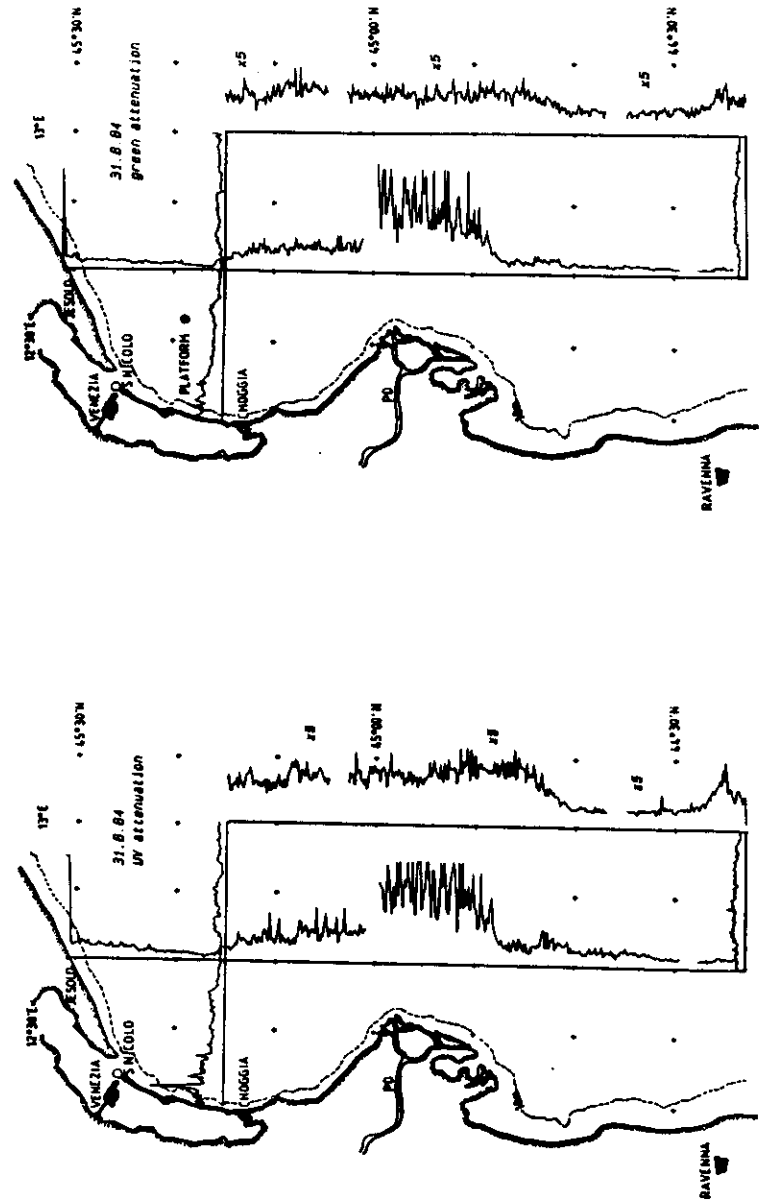 45°30'N
13°E
31.8.84
green attenuation
x5
12°30'E
JESOLO
VENEZIA
S NICOLO
PLATFORM
CHIOGGIA
45°00'N
x5
PO
x5
44°30'N
RAVENNA
45°30'N
13°E
31.8.84
UV attenuation
x8
12°30'E
JESOLO
VENEZIA
S NICOLO
CHIOGGIA
45°00'N
x8
PO
x5
44°30'N
RAVENNA